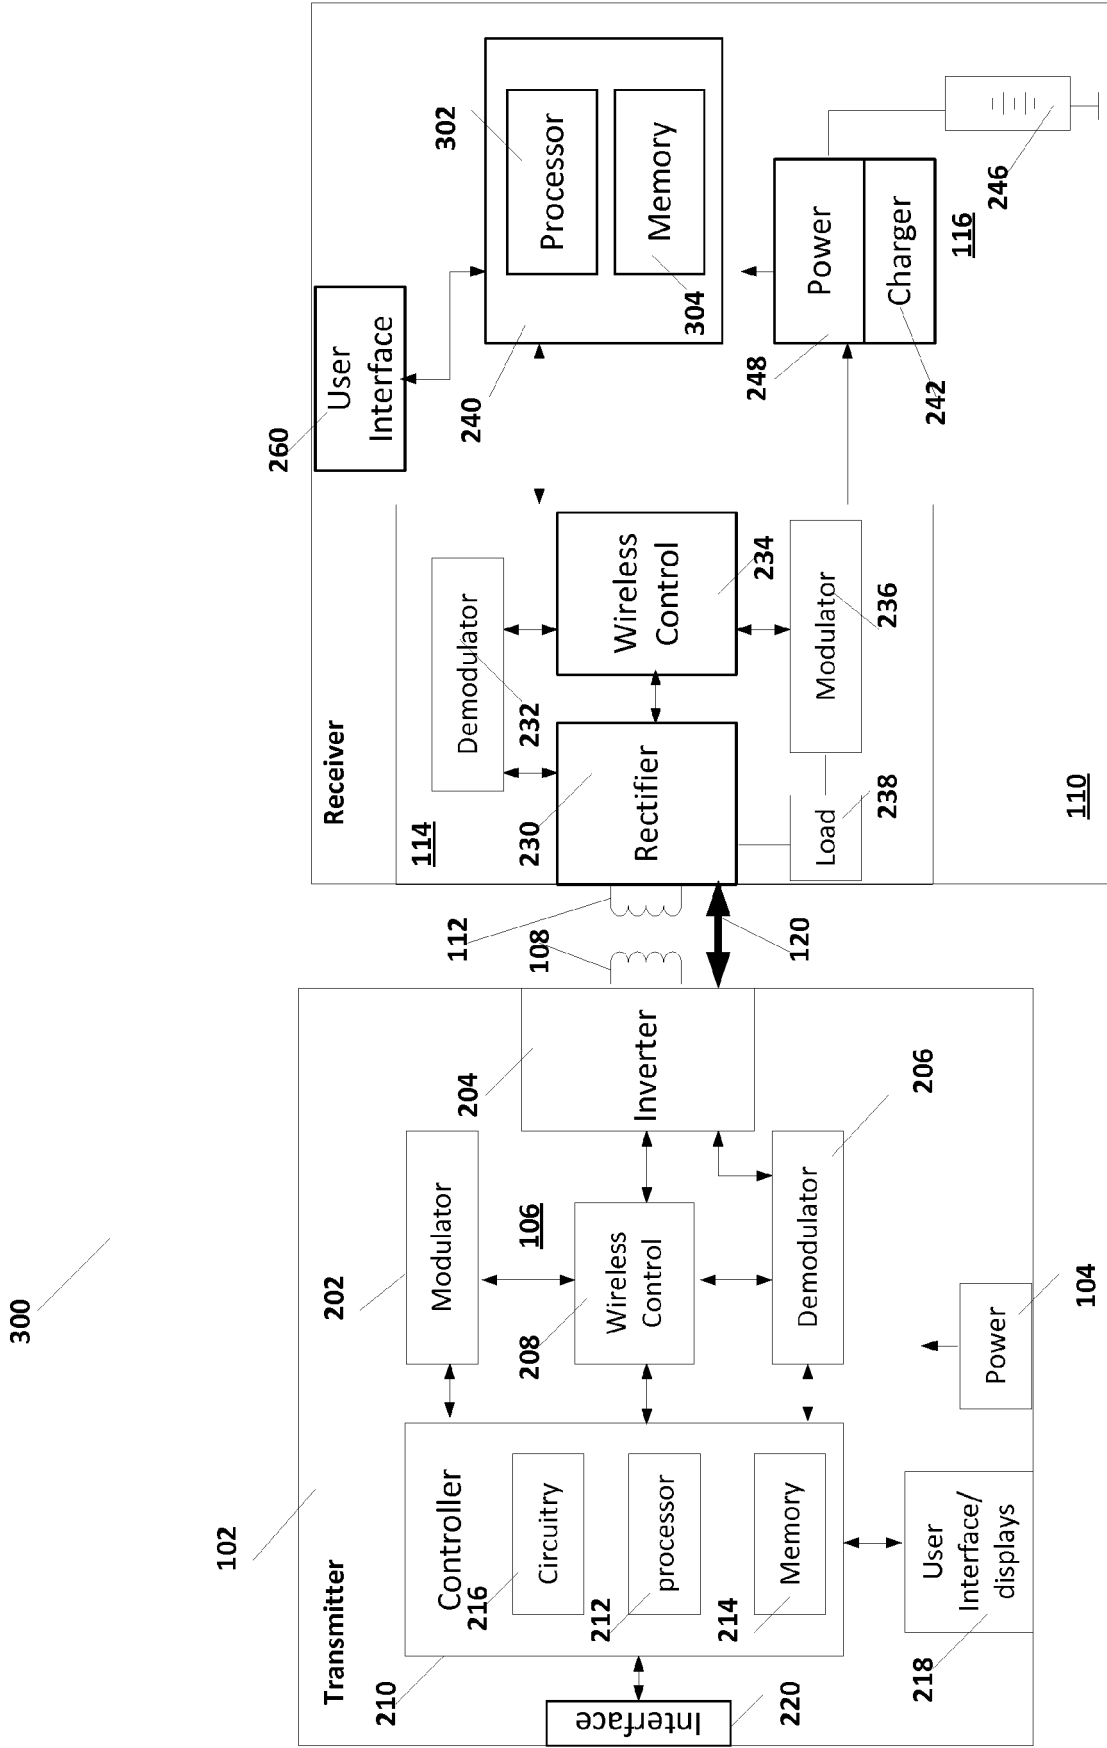 300
102
Transmitter
210
Controller
216
Circuitry
212
processor
214
Memory
Interface
220
User
Interface/
displays
218
202
Modulator
106
208
Wireless
Control
Demodulator
206
204
Inverter
Power
104
108
112
120
Receiver
110
114
Demodulator
232
230
Rectifier
Wireless
Control
234
Modulator
236
Load
238
260
User
Interface
240
302
Processor
Memory
304
248
Power
Charger
242
116
246